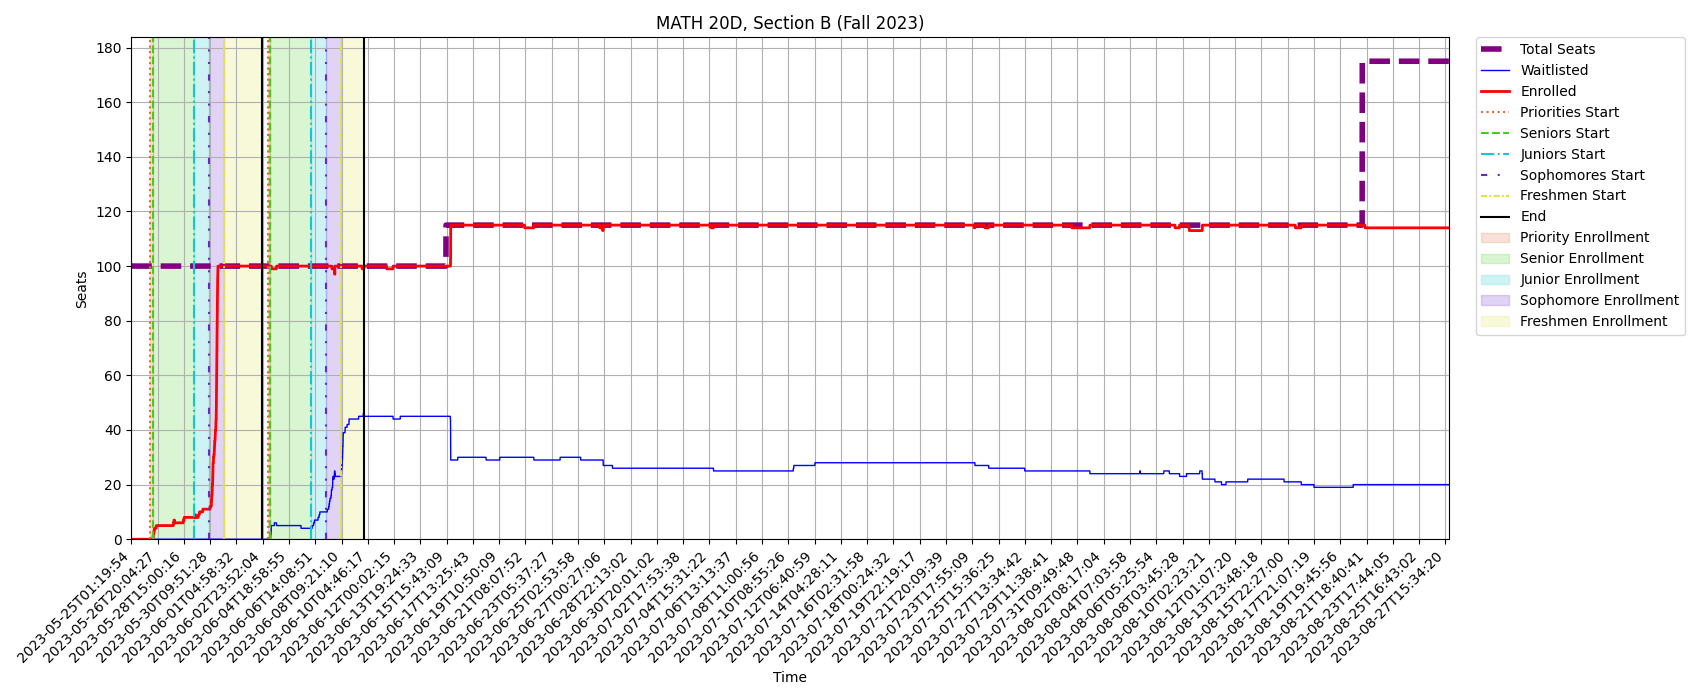 MATH 20D, Section B (Fall 2023)
Seats
180
160
140
120
100
80
60
40
20
0
2023-05-25T01:19:54
2023-05-26T20:04:27
2023-05-28T15:00:16
2023-05-30T09:51:28
2023-06-01T04:58:32
2023-06-02T23:52:04
2023-06-04T18:58:55
2023-06-06T14:08:51
2023-06-08T09:21:10
2023-06-10T04:46:17
2023-06-12T00:02:15
2023-06-13T19:24:33
2023-06-15T15:43:09
2023-06-17T13:25:43
2023-06-19T10:50:09
2023-06-21T08:07:52
2023-06-23T05:37:27
2023-06-25T02:53:58
2023-06-27T00:27:06
2023-06-28T22:13:02
2023-06-30T20:01:02
2023-07-02T17:53:38
2023-07-04T15:31:22
2023-07-06T13:13:37
2023-07-08T11:00:56
2023-07-10T08:55:26
2023-07-12T06:40:59
2023-07-14T04:28:11
2023-07-16T02:31:58
2023-07-18T00:24:32
2023-07-19T22:19:17
2023-07-21T20:09:39
2023-07-23T17:55:09
2023-07-25T15:36:25
2023-07-27T13:34:42
2023-07-29T11:38:41
2023-07-31T09:49:48
2023-08-02T08:17:04
2023-08-04T07:03:58
2023-08-06T05:25:54
2023-08-08T03:45:28
2023-08-10T02:23:21
2023-08-12T01:07:20
2023-08-13T23:48:18
2023-08-15T22:27:00
2023-08-17T21:07:19
2023-08-19T19:45:56
2023-08-21T18:40:41
2023-08-23T17:44:05
2023-08-25T16:43:02
2023-08-27T15:34:20
Time
Total Seats
Waitlisted
Enrolled
Priorities Start
Seniors Start
Juniors Start
Sophomores Start
Freshmen Start
End
Priority Enrollment
Senior Enrollment
Junior Enrollment
Sophomore Enrollment
Freshmen Enrollment